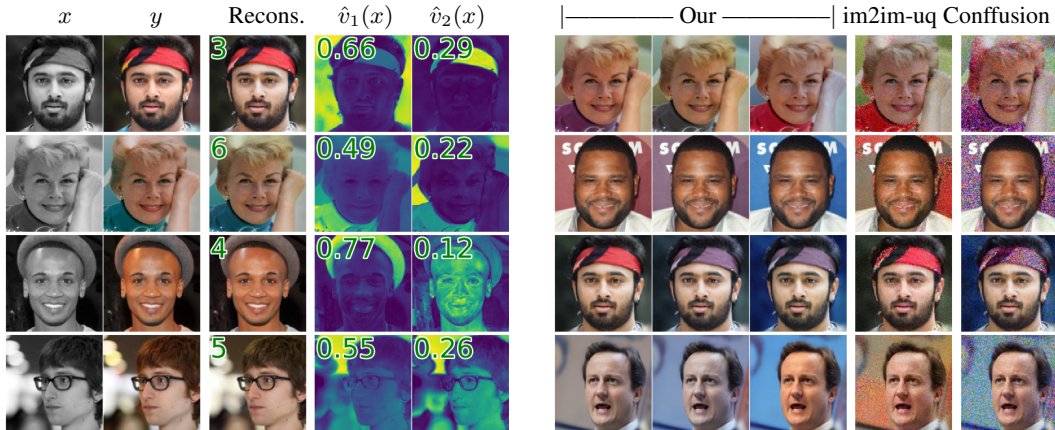 x y Recons. v̂₁(x) v̂₂(x) |———— Our ————| im2im-uq Conffusion
3 0.66 0.29
6 0.49 0.22
SC M
4 0.77 0.12
5 0.55 0.26